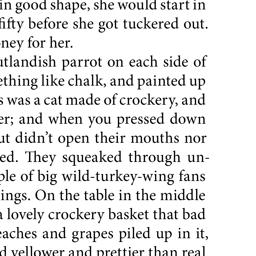 in good shape, she would start in
fifty before she got tuckered out.
ney for her.
utlandish parrot on each side of
ething like chalk, and painted up
s was a cat made of crockery, and
er; and when you pressed down
ut didn’t open their mouths nor
ed. They squeaked through un-
ple of big wild-turkey-wing fans
ings. On the table in the middle
a lovely crockery basket that bad
eaches and grapes piled up in it,
d yellower and prettier than real